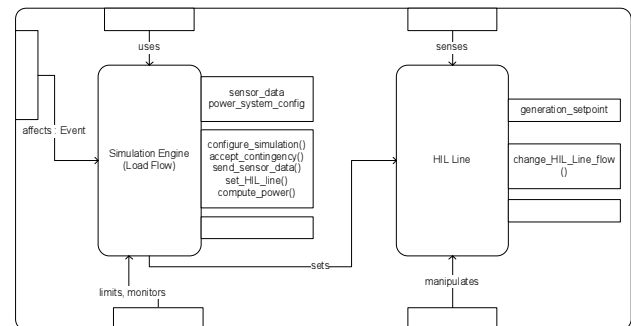 uses
senses
sensor_data
power_system_config
affects : Event
Simulation Engine
(Load Flow)
configure_simulation()
accept_contingency()
send_sensor_data()
set_HIL_line()
compute_power()
HIL Line
generation_setpoint
change_HIL_Line_flow
()
sets
limits, monitors
manipulates